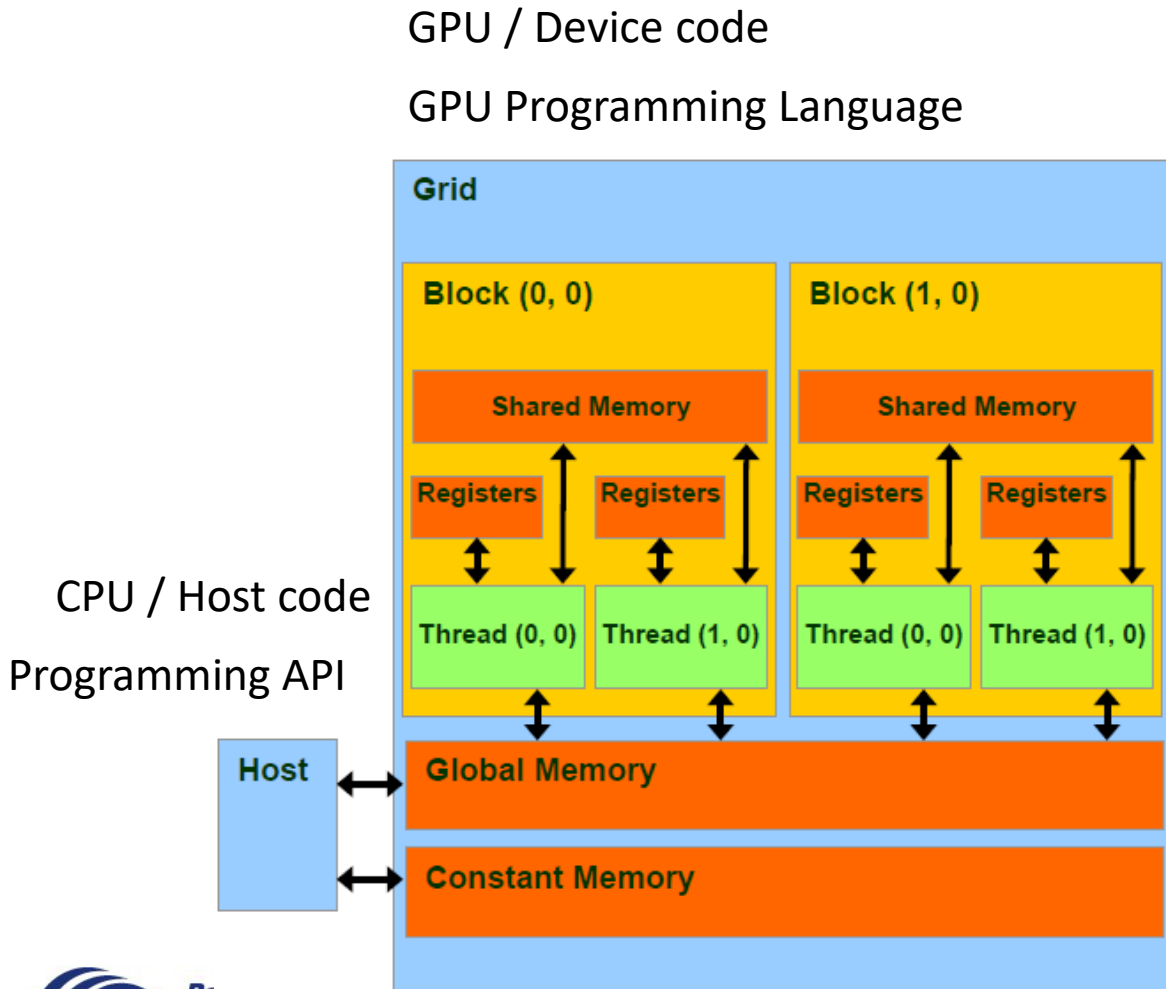 GPU / Device code
GPU Programming Language
Grid
Block (0, 0)
Block (1, 0)
Shared Memory
Shared Memory
Registers
Registers
Registers
Registers
CPU / Host code
Thread (0, 0)
Thread (1, 0)
Thread (0, 0)
Thread (1, 0)
Programming API
Host
Global Memory
Constant Memory